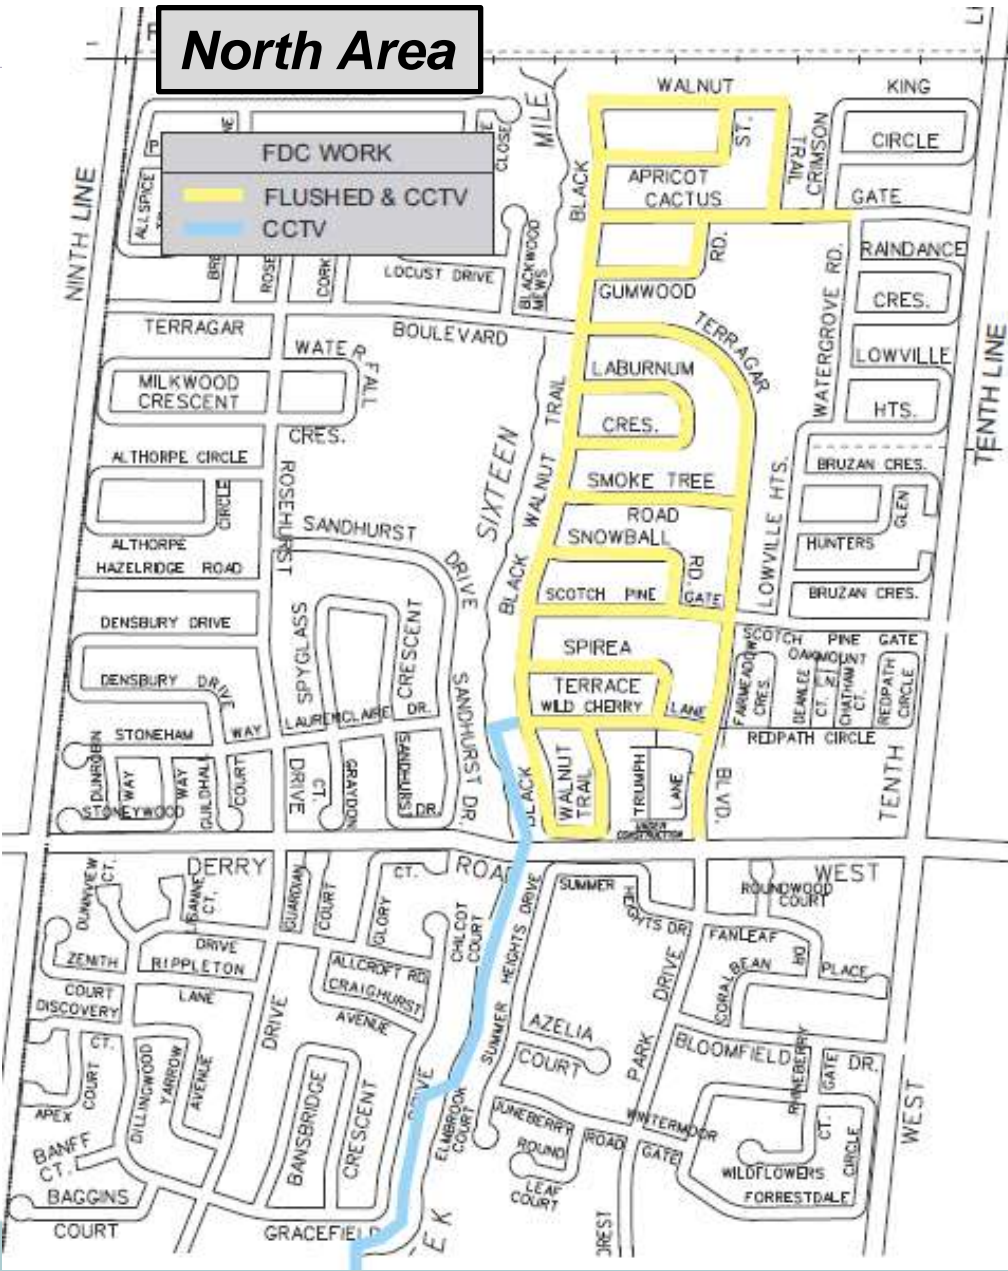 North Area
FDC WORK
FLUSHED & CCTV
CCTV
WALNUT
ST.
TRAIL
CRIMSON
KING
CIRCLE
MILE
CLOSE
BLACK
APRICOT
CACTUS
GATE
ALLSPICE
NINTH LINE
LOCUST DRIVE
BLACKWOOD
MEWS
ROSE
CORK
RD.
GUMWOOD
WATERGROVE RD.
RAINDANCE
CRES.
TERRAGAR
BOULEVARD
TERRAGAR
LOWVILLE
HTS.
TENTH LINE
WATER
FALL
CRES.
MILKWOOD
CRESCENT
LABURNUM
CRES.
TRAIL
WALNUT
BLACK
SIXTEEN
ALTHORPE CIRCLE
CIRCLE
ALTHORPE
ROSEHURST
SANDHURST
DRIVE
SMOKE TREE
ROAD
SNOWBALL
RD.
LOWVILLE HTS.
BRUZAN CRES.
GLEN
HUNTERS
BRUZAN CRES.
HAZELRIDGE ROAD
SCOTCH PINE
GATE
DENSBURY DRIVE
SPYGLASS
CRESCENT
SPIREA
TERRACE
SCOTCH PINE GATE
OAKMOUNT
LN.
FARMEADOW
CRES.
DEAMLEE
CT.
CHATHAM
CT.
REDPATH
CIRCLE
REDPATH CIRCLE
DENSBURY DRIVE
LAURENCLAIRE DR.
SANDHURST DR.
WILD CHERRY
LANE
STONEHAM
WAY
DUNROBIN
WAY
WAY
GUILDHALL
COURT
STONEYWOOD
DRIVE
CT.
GRAYDON
SANDHURST
DR.
BLACK
WALNUT
TRAIL
TRIUMPH
LANE
UNDER
CONSTRUCTION
BLVD.
TENTH
DERRY
ROAD
WEST
DUNNVIEW
CT.
LISANNE
CT.
GUARDIAN
COURT
CT.
GLORY
CHILCOT
COURT
SUMMER
HEIGHTS DR.
SUMMER HEIGHTS DRIVE
ROUNDWOOD
COURT
FANLEAF
RD
PLACE
CORALBEAN
DRIVE
ZENITH
RIPPLETON
COURT
LANE
DISCOVERY
CT.
DRIVE
ALLCROFT RD.
CRAIGHURST
AVENUE
AZELIA
COURT
PARK
DRIVE
BLOOMFIELD
DR.
RHINEBERRY
GATE
CT.
CIRCLE
APEX
COURT
DILLINGWOOD
YARROW
AVENUE
BANSBRIDGE
CRESCENT
DRIVE
ELMBROOK
COURT
JUNEBERRY
ROAD
WINTERMOOR
GATE
ROUND
LEAF
COURT
WILDFLOWERS
FORRESTDALE
WEST
BANFF
CT.
BAGGINS
COURT
GRACEFIELD